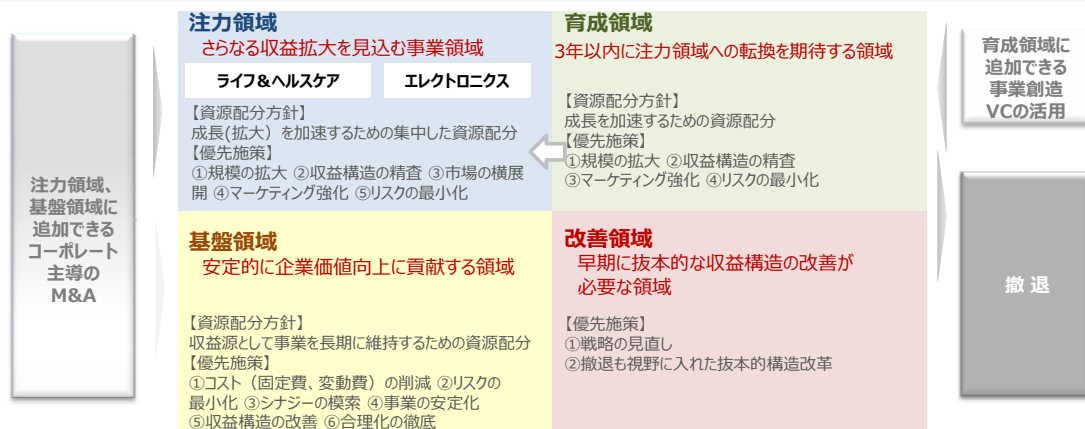 注力領域、
基盤領域に
追加できる
コーポレート
主導の
M&A
注力領域
さらなる収益拡大を見込む事業領域
ライフ&ヘルスケア
エレクトロニクス
【資源配分方針】
成長(拡大）を加速するための集中した資源配分
【優先施策】
①規模の拡大 ②収益構造の精査 ③市場の横展
開 ④マーケティング強化 ⑤リスクの最小化
育成領域
3年以内に注力領域への転換を期待する領域
【資源配分方針】
成長を加速するための資源配分
【優先施策】
①規模の拡大 ②収益構造の精査
③マーケティング強化 ④リスクの最小化
基盤領域
安定的に企業価値向上に貢献する領域
【資源配分方針】
収益源として事業を長期に維持するための資源配分
【優先施策】
①コスト（固定費、変動費）の削減 ②リスクの
最小化 ③シナジーの模索 ④事業の安定化
⑤収益構造の改善 ⑥合理化の徹底
改善領域
早期に抜本的な収益構造の改善が
必要な領域
【優先施策】
①戦略の見直し
②撤退も視野に入れた抜本的構造改革
育成領域に
追加できる
事業創造
VCの活用
撤 退